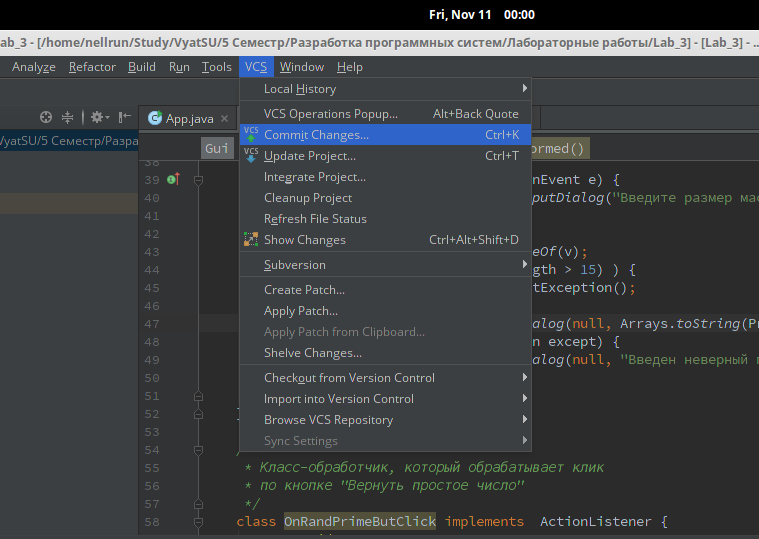 Fri, Nov 11 00:00
ab_3 - [/home/nellrun/Study/VyatSU/5 Семестр/Разработка программных систем/Лабораторные работы/Lab_3] - [Lab_3] - ...
Analyze Refactor Build Run Tools VCS Window Help
Local History
VCS Operations Popup... Alt+Back Quote
Commit Changes... Ctrl+K
Update Project... Ctrl+T
Integrate Project...
Cleanup Project
Refresh File Status
Show Changes Ctrl+Alt+Shift+D
Subversion
Create Patch...
Apply Patch...
Apply Patch from Clipboard...
Shelve Changes...
Checkout from Version Control
Import into Version Control
Browse VCS Repository
Sync Settings
App.java
VyatSU/5 Семестр/Разра
Gui ormed()
38
39 nEvent e) {
40 putDialog("Введите размер мас
41
42
43 eOf(v);
44 gth > 15) ) {
45 tException();
46
47 alog(null, Arrays.toString(P
48 n except) {
49 alog(null, "Введен неверный
50
51
52
53
54 /
55 * Класс-обработчик, который обрабатывает клик
56 * по кнопке "Вернуть простое число"
57 */
58 class OnRandPrimeButClick implements ActionListener {